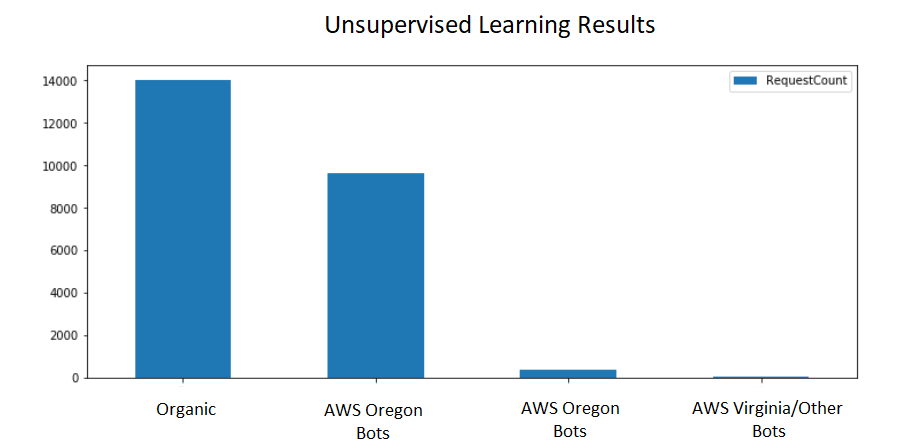 Unsupervised Learning Results
RequestCount
14000
12000
10000
8000
6000
4000
2000
0
Organic
AWS Oregon
Bots
AWS Oregon
Bots
AWS Virginia/Other
Bots